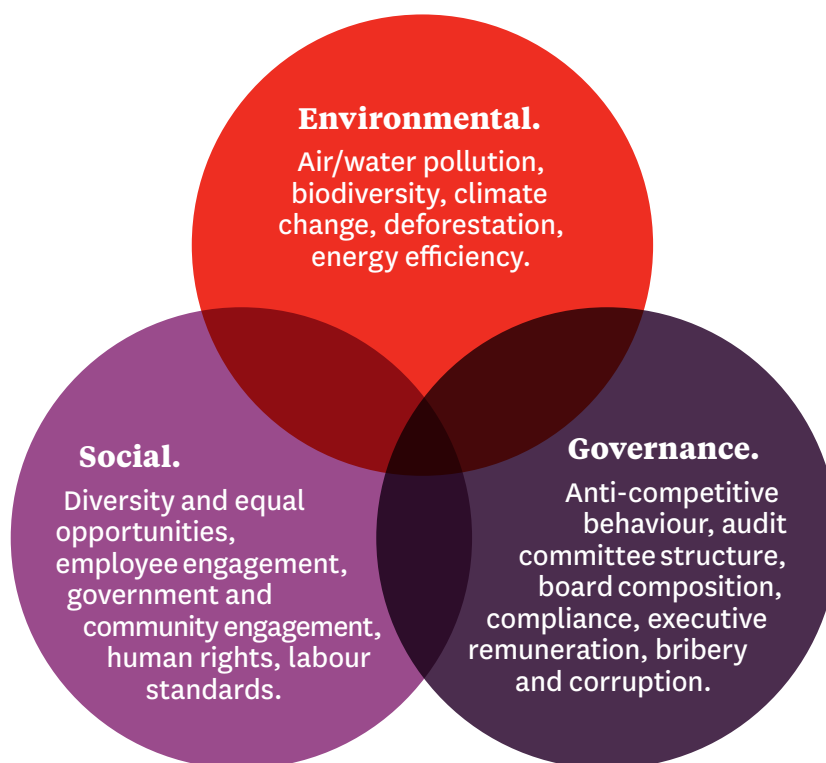 Environmental.
Air/water pollution,
biodiversity, climate
change, deforestation,
energy efficiency.
Social.
Diversity and equal
opportunities,
employee engagement,
government and
community engagement,
human rights, labour
standards.
Governance.
Anti-competitive
behaviour, audit
committee structure,
board composition,
compliance, executive
remuneration, bribery
and corruption.